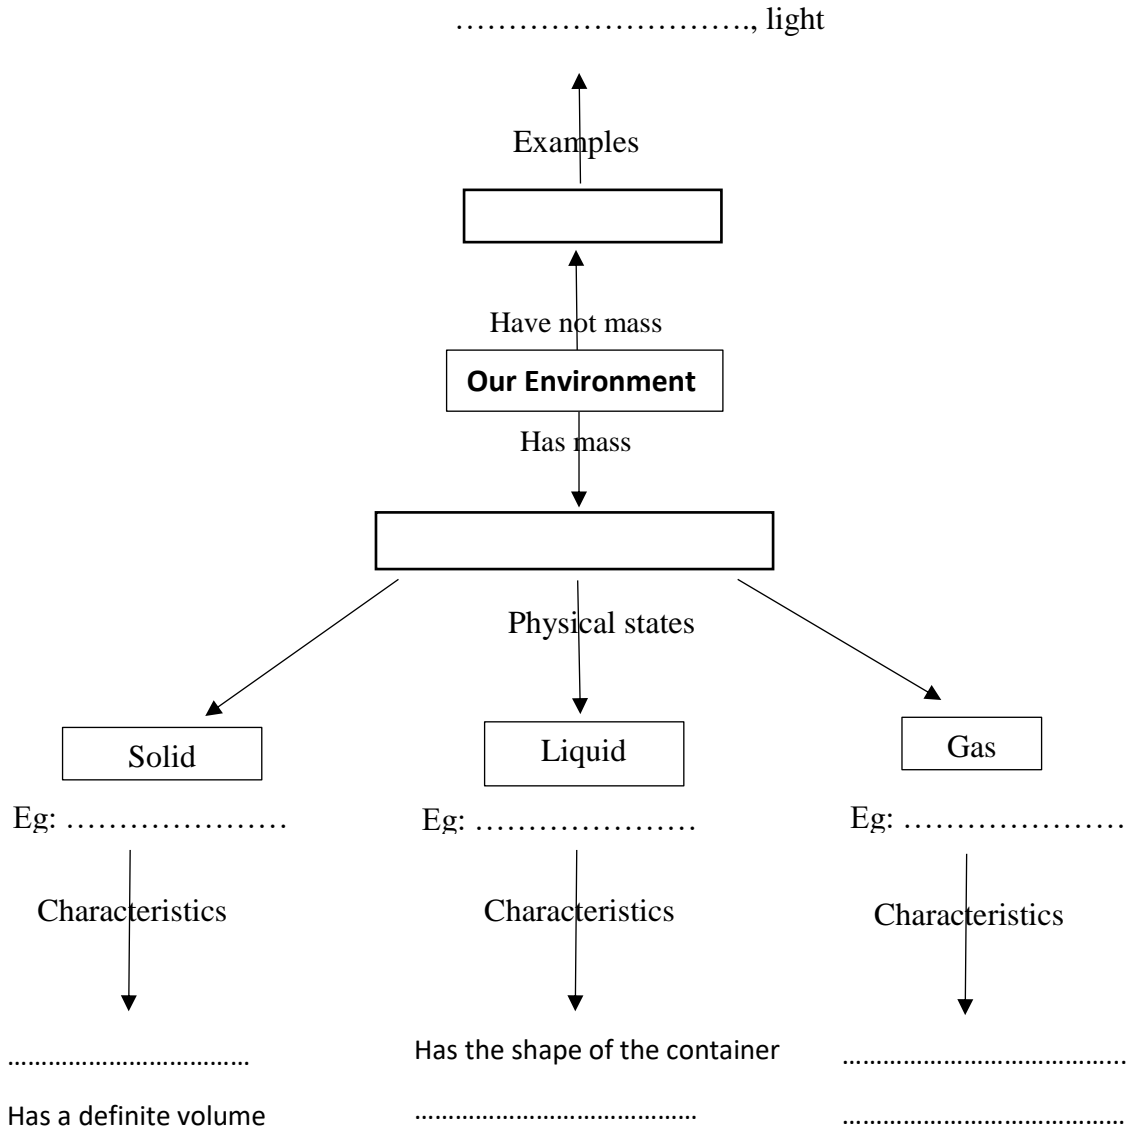 …………………………, light
Examples
Have not mass
Our Environment
Has mass
Physical states
Solid
Liquid
Gas
Eg: …………………
Eg: …………………
Eg: …………………
Characteristics
Characteristics
Characteristics
………………………………
Has the shape of the container
……………………………………
Has a definite volume
……………………………………
……………………………………